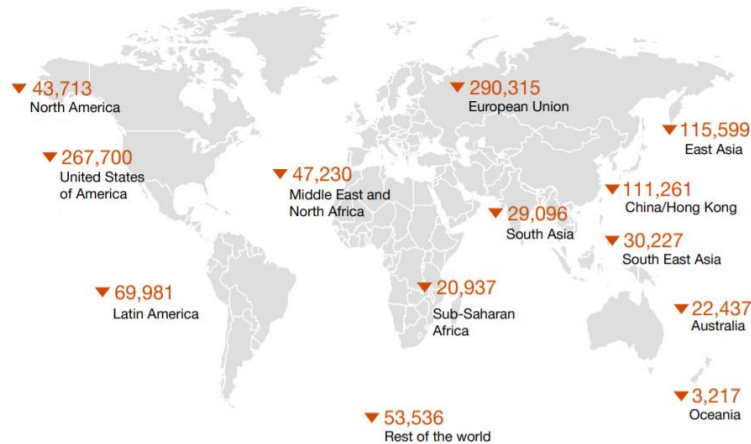 43,713
North America
290,315
European Union
115,599
East Asia
267,700
United States
of America
47,230
Middle East and
North Africa
111,261
China/Hong Kong
29,096
South Asia
30,227
South East Asia
69,981
Latin America
20,937
Sub-Saharan
Africa
22,437
Australia
3,217
Oceania
53,536
Rest of the world